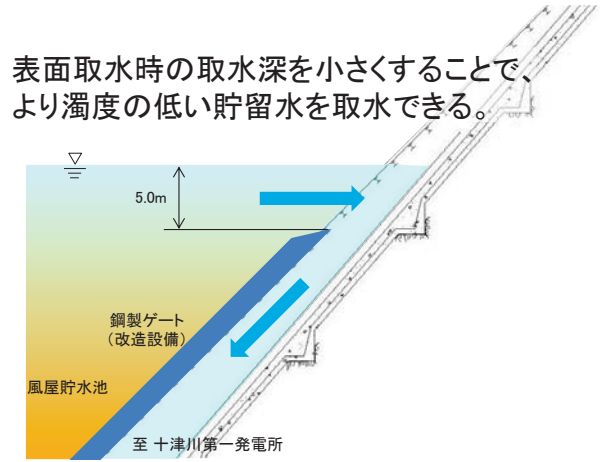 表面取水時の取水深を小さくすることで、
より濁度の低い貯留水を取水できる。
5.0m
鋼製ゲート
（改造設備）
風屋貯水池
至 十津川第一発電所